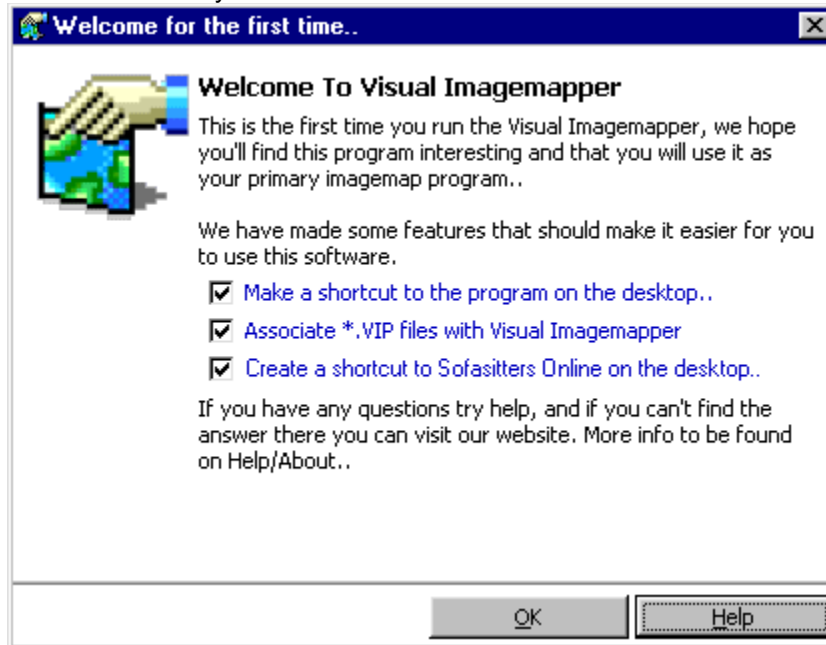 Welcome for the first time..
Welcome To Visual Imagemapper
This is the first time you run the Visual Imagemapper, we hope
you'll find this program interesting and that you will use it as
your primary imagemap program..
We have made some features that should make it easier for you
to use this software.
Make a shortcut to the program on the desktop..
Associate *.VIP files with Visual Imagemapper
Create a shortcut to Sofasitters Online on the desktop..
If you have any questions try help, and if you can't find the
answer there you can visit our website. More info to be found
on Help/About..
OK Help